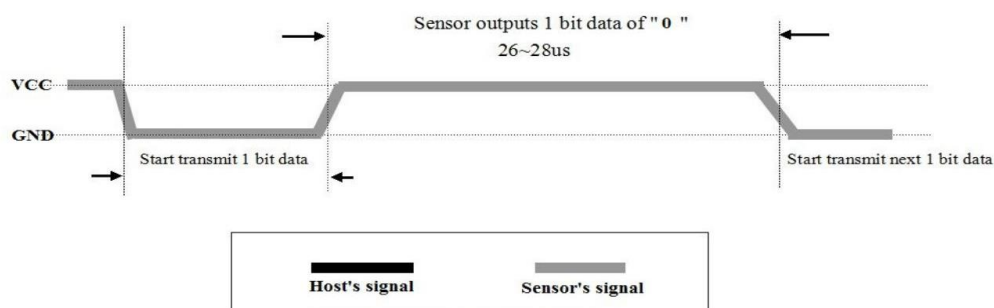 Sensor outputs 1 bit data of " 0 "
26~28us
VCC
GND
Start transmit 1 bit data
Start transmit next 1 bit data
Host's signal
Sensor's signal